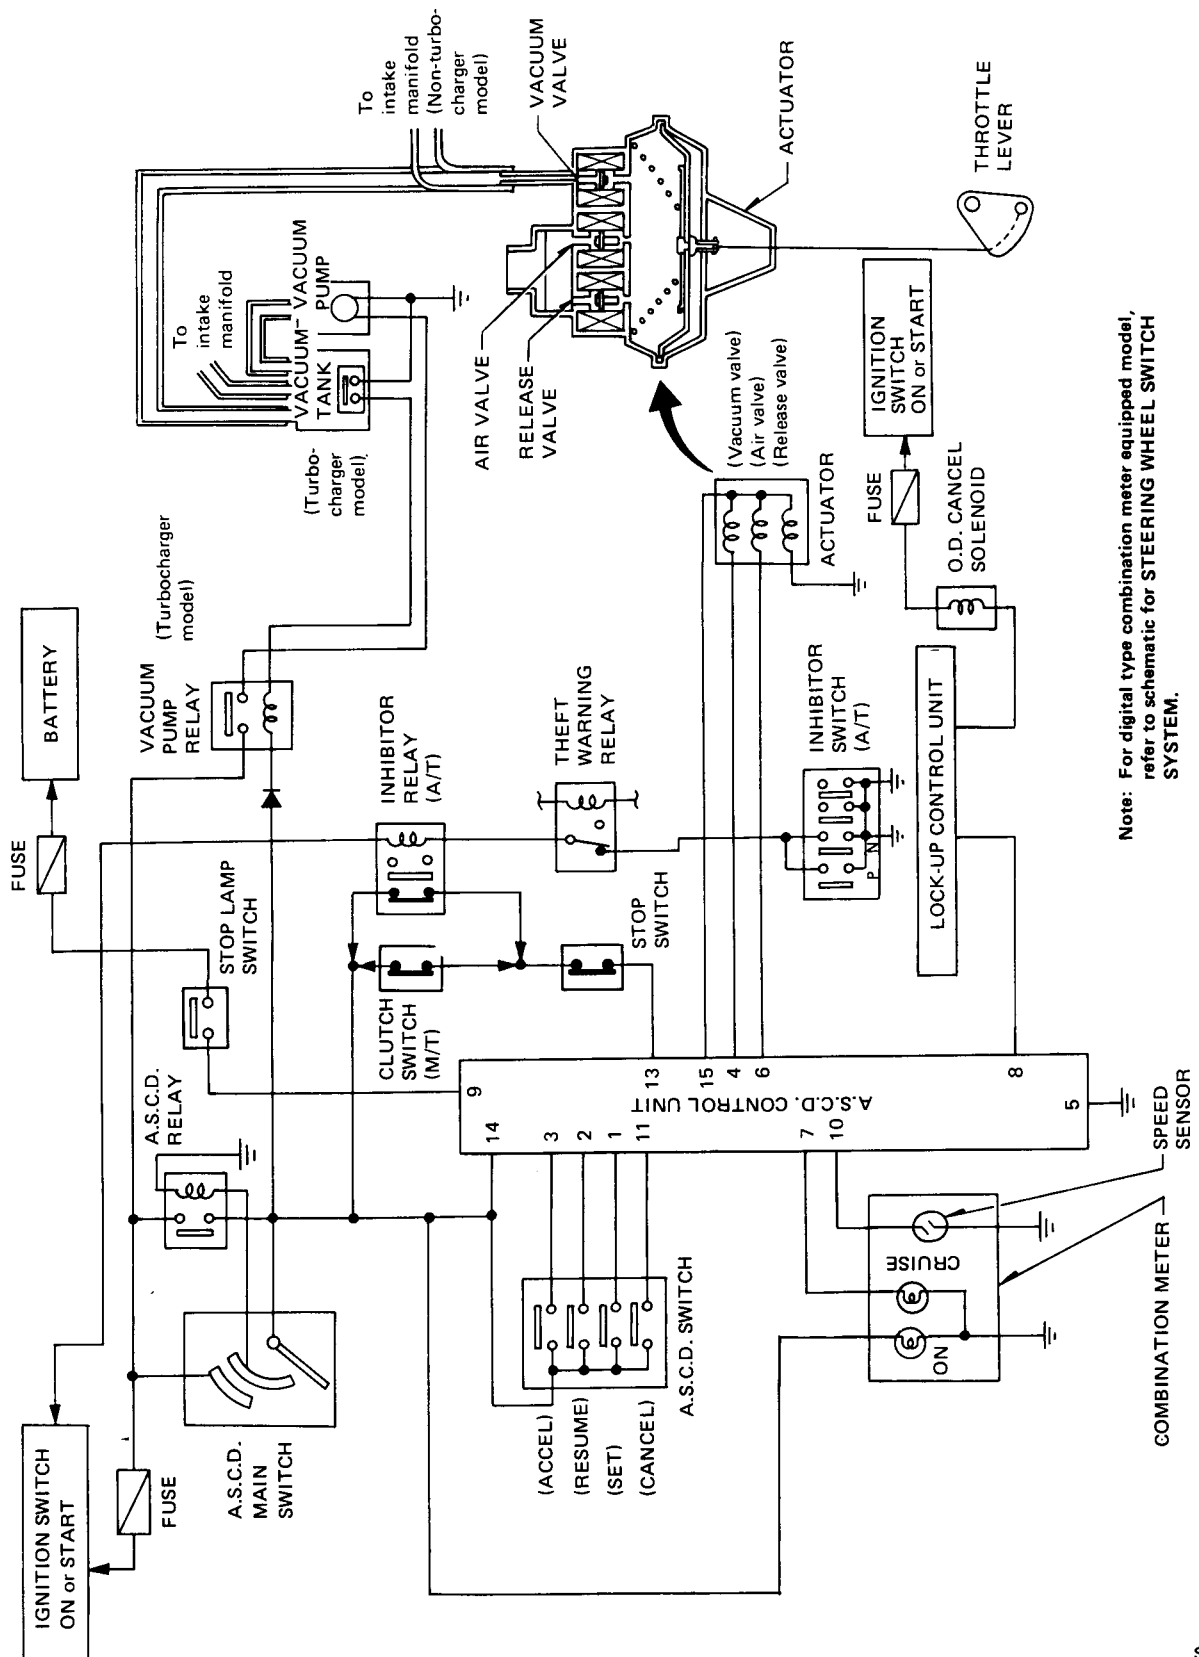 IGNITION SWITCH
ON or START
FUSE
A.S.C.D.
MAIN
SWITCH
A.S.C.D.
RELAY
STOP LAMP
SWITCH
FUSE
BATTERY
VACUUM
PUMP
RELAY
(Turbocharger
model)
(Turbo-
charger
model)
To
intake
manifold
VACUUM
TANK
VACUUM
PUMP
To
intake
manifold
(Non-turbo-
charger
model)
VACUUM
VALVE
AIR VALVE
RELEASE
VALVE
ACTUATOR
THROTTLE
LEVER
CLUTCH
SWITCH
(M/T)
INHIBITOR
RELAY
(A/T)
THEFT
WARNING
RELAY
STOP
SWITCH
(Vacuum valve)
(Air valve)
(Release valve)
ACTUATOR
INHIBITOR
SWITCH
(A/T)
P
N
FUSE
IGNITION
SWITCH
ON or START
O.D. CANCEL
SOLENOID
LOCK-UP CONTROL UNIT
A.S.C.D. CONTROL UNIT
9
14
3
2
1
11
13
15
4
6
7
10
8
5
(ACCEL)
(RESUME)
(SET)
(CANCEL)
A.S.C.D. SWITCH
ON
CRUISE
COMBINATION METER
SPEED
SENSOR
Note: For digital type combination meter equipped model,
refer to schematic for STEERING WHEEL SWITCH
SYSTEM.
S